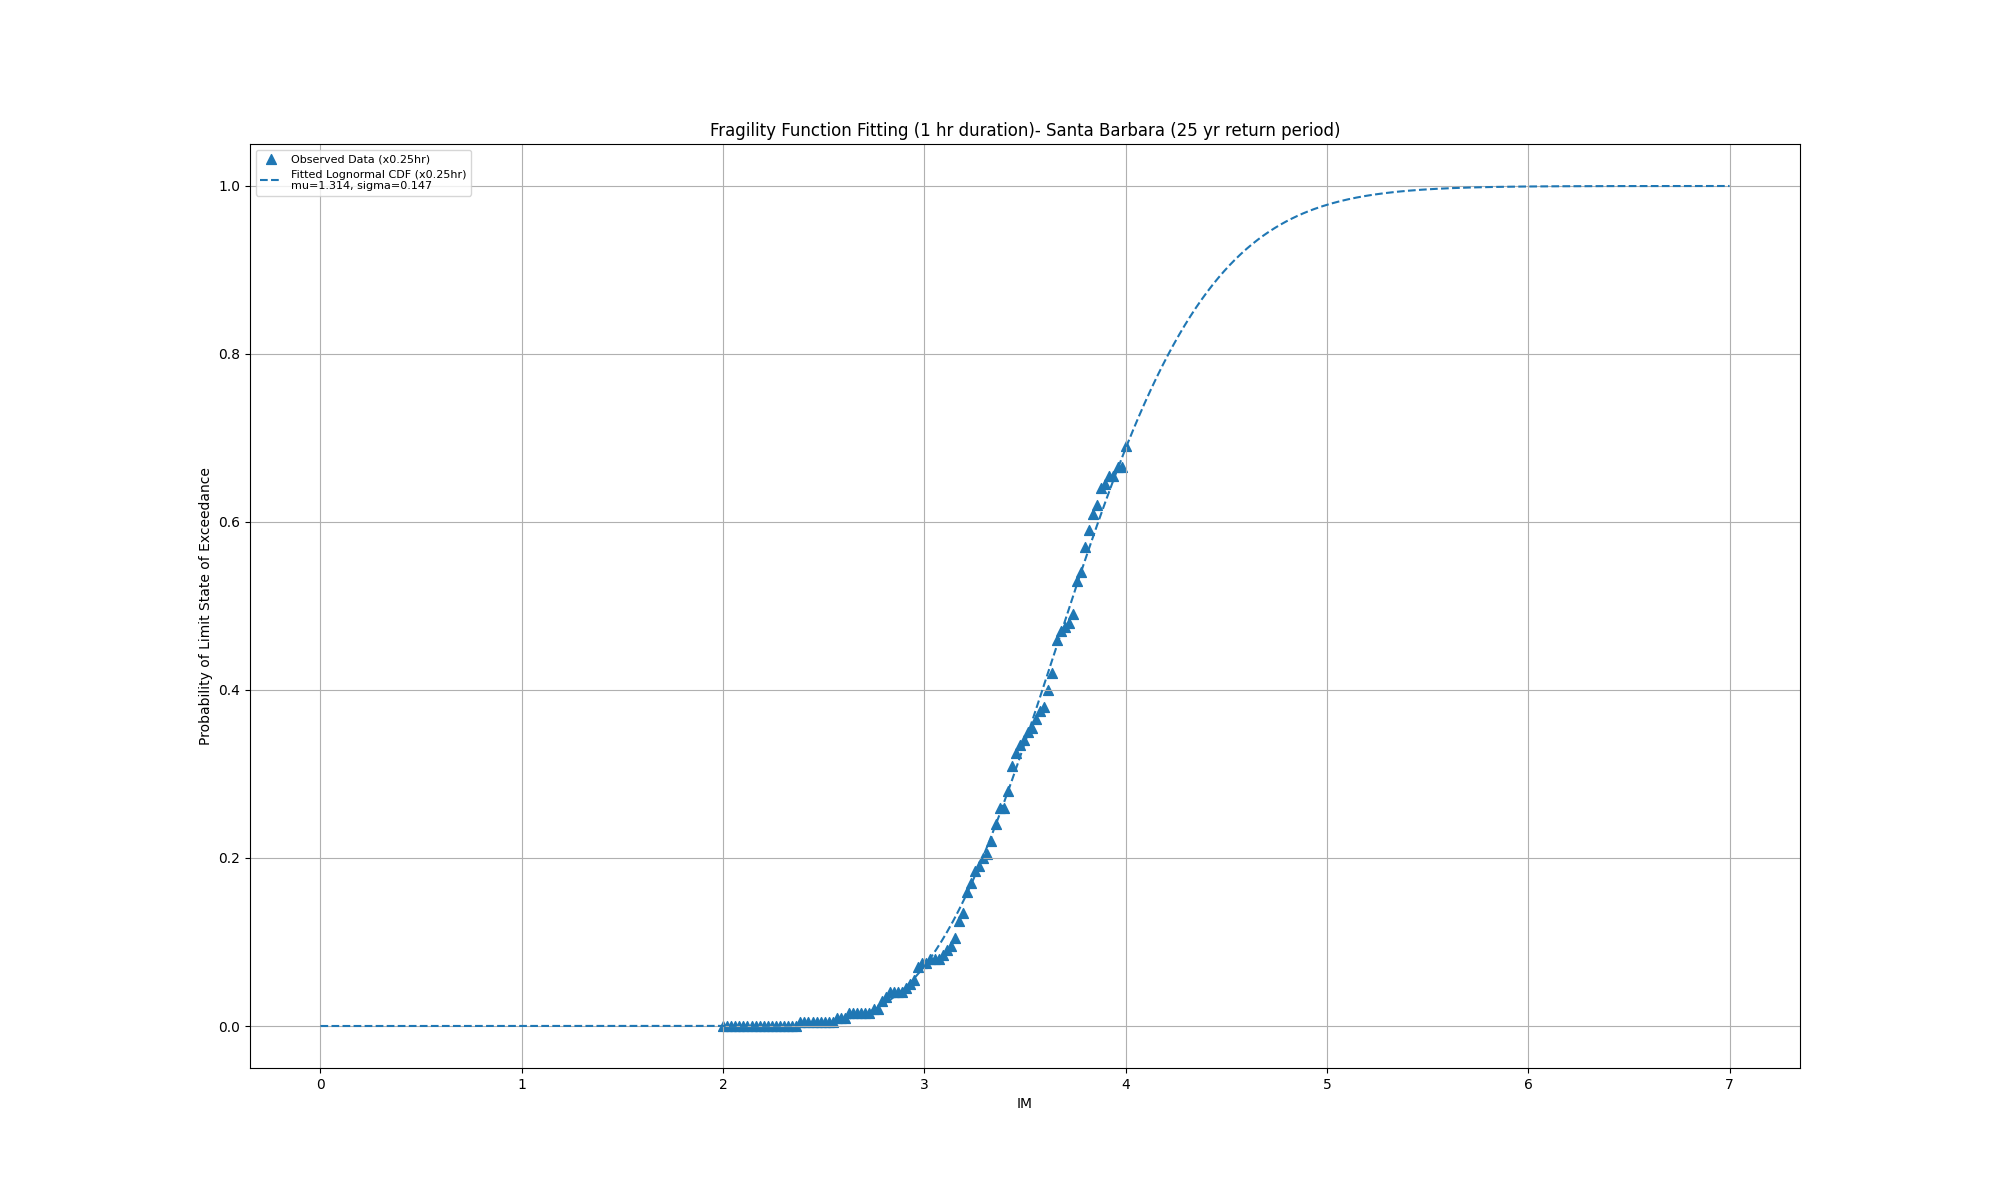 Fragility Function Fitting (1 hr duration)- Santa Barbara (25 yr return period)
Observed Data (x0.25hr)
Fitted Lognormal CDF (x0.25hr)
mu=1.314, sigma=0.147
Probability of Limit State of Exceedance
1.0
0.8
0.6
0.4
0.2
0.0
0 1 2 3 4 5 6 7
IM